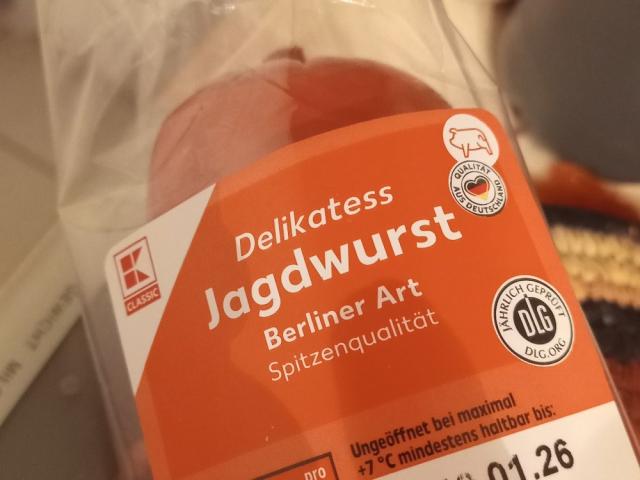 QUALITÄT
AUS DEUTSCHLAND
Delikatess
Jagdwurst
Berliner Art
Spitzenqualität
K
CLASSIC
JÄHRLICH GEPRÜFT
DLG
DLG.ORG
Ungeöffnet bei maximal
+7 °C mindestens haltbar bis:
01.26
pro